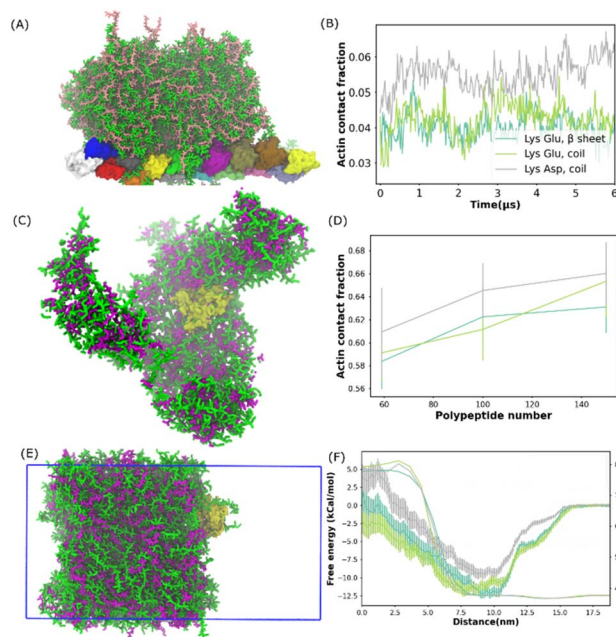 (A)
(B)
Actin contact fraction
0.06
0.05
0.04
0.03
Lys Glu, β sheet
Lys Glu, coil
Lys Asp, coil
0 1 2 3 4 5 6
Time(μs)
(C)
(D)
Actin contact fraction
0.68
0.66
0.64
0.62
0.60
0.58
0.56
60 80 100 120 140
Polypeptide number
(E)
(F)
Free energy (kCal/mol)
5.0
2.5
0.0
-2.5
-5.0
-7.5
-10.0
-12.5
0.0 2.5 5.0 7.5 10.0 12.5 15.0 17.5
Distance(nm)